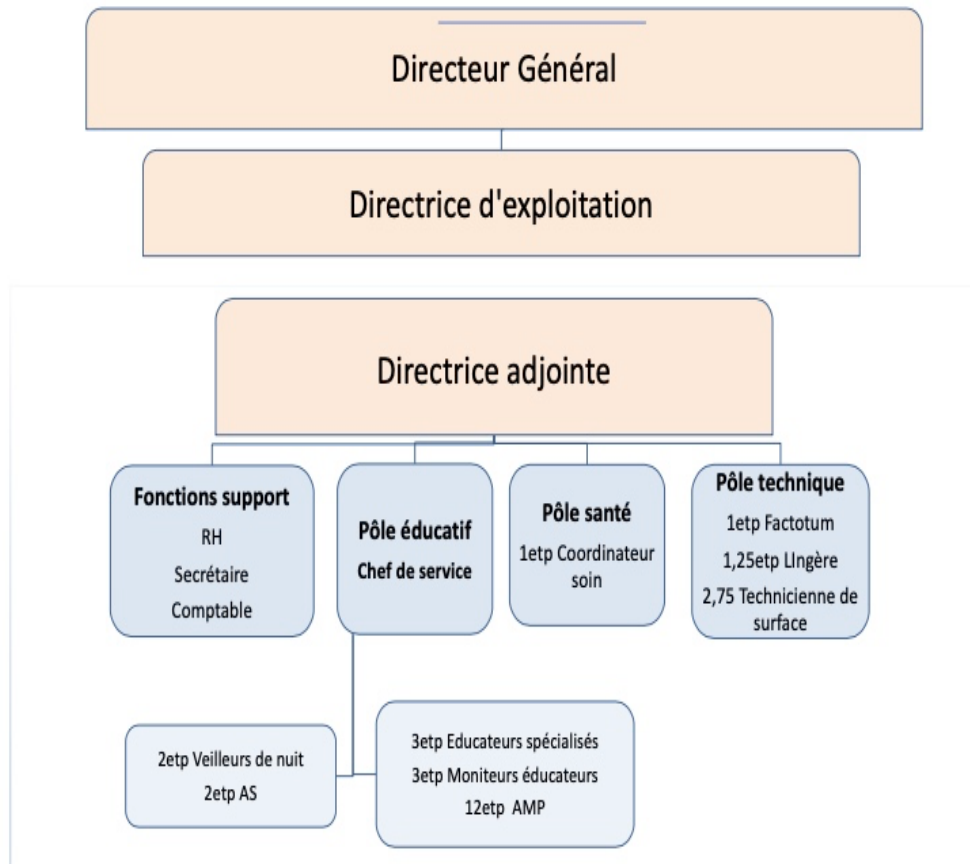 Directeur Général
Directrice d'exploitation
Directrice adjointe
Fonctions support
RH
Secrétaire
Comptable
Pôle éducatif
Chef de service
Pôle santé
1etp Coordinateur
soin
Pôle technique
1etp Factotum
1,25etp LIngère
2,75 Technicienne de
surface
2etp Veilleurs de nuit
2etp AS
3etp Educateurs spécialisés
3etp Moniteurs éducateurs
12etp AMP